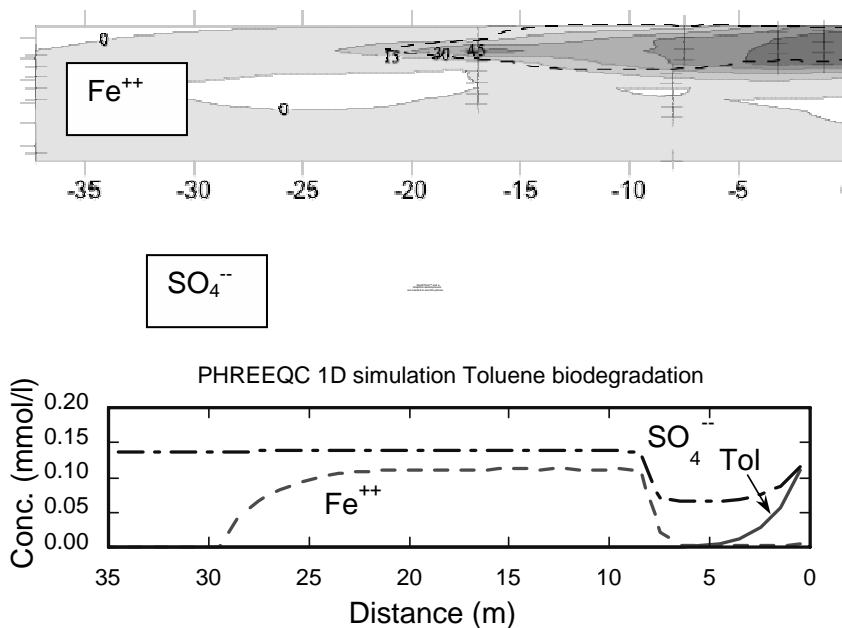 0
15 30 45
Fe++
0
-35 -30 -25 -20 -15 -10 -5
SO4--
PHREEQC 1D simulation Toluene biodegradation
Conc. (mmol/l)
0.20
0.15
0.10
0.05
0.00
SO4--
Tol
Fe++
35 30 25 20 15 10 5 0
Distance (m)